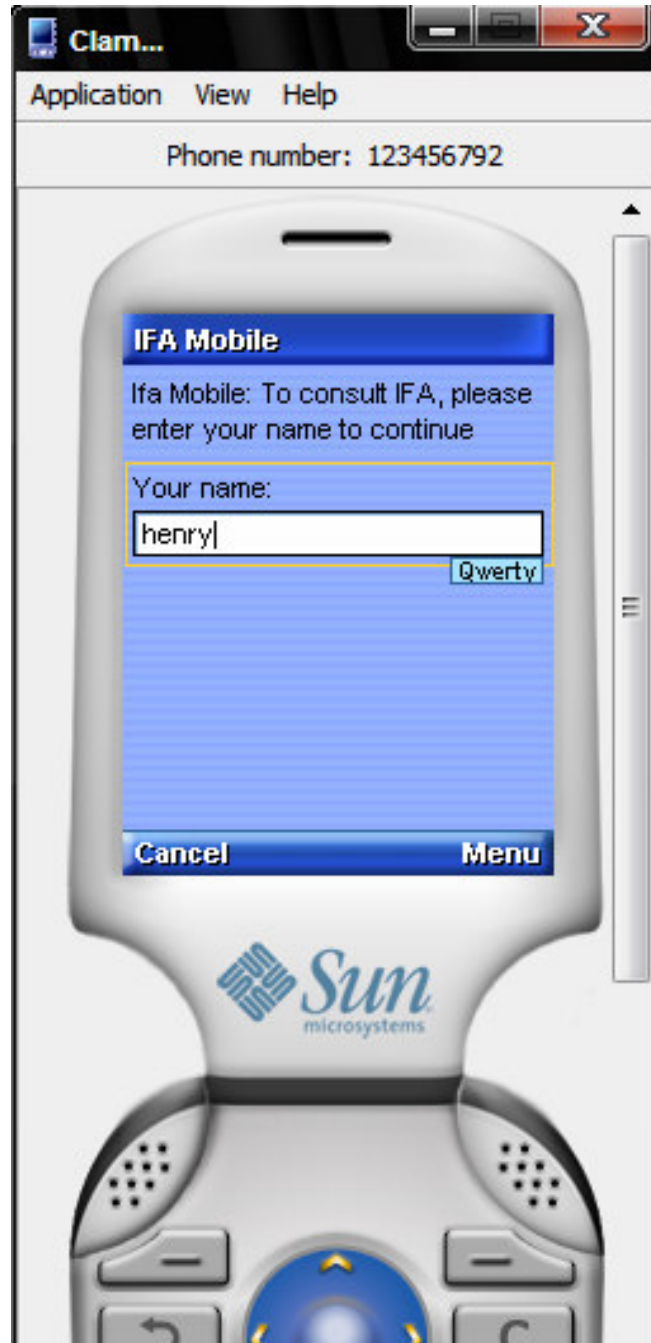 Clam...
Application View Help
Phone number: 123456792
IFA Mobile
Ifa Mobile: To consult IFA, please
enter your name to continue
Your name:
henry
Qwerty
Cancel Menu
Sun
microsystems
C